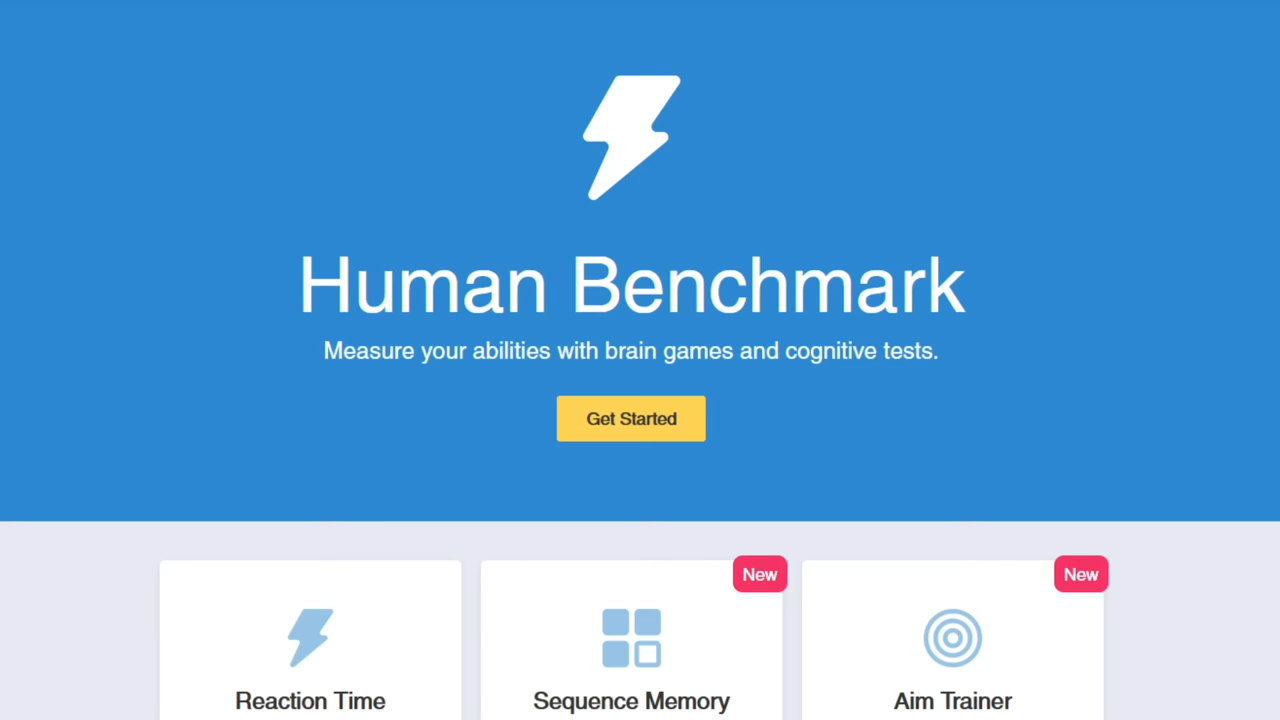 Human Benchmark
Measure your abilities with brain games and cognitive tests.
Get Started
New
New
Reaction Time
Sequence Memory
Aim Trainer